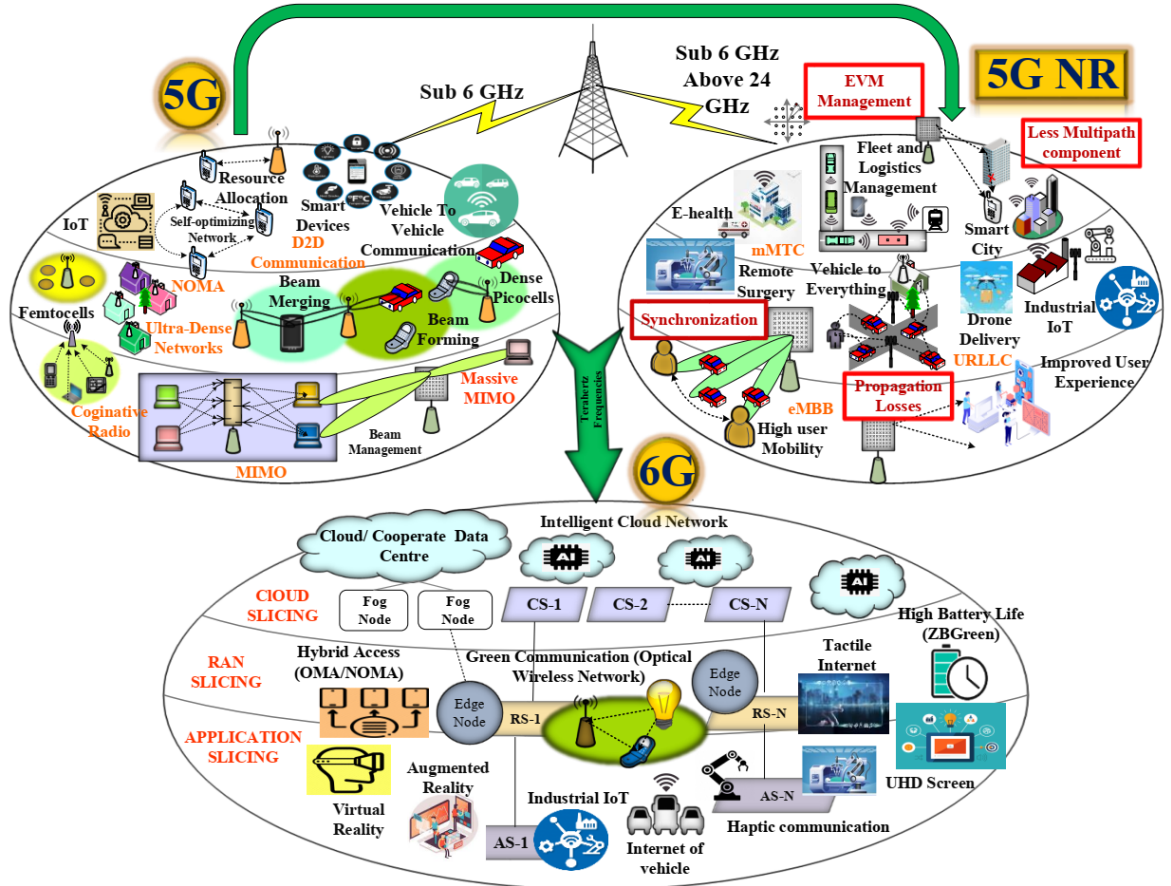 5G
Sub 6 GHz
Sub 6 GHz
Above 24
GHz
EVM
Management
5G NR
Resource
Allocation
IoT
Self-optimizing
Network
Smart
Devices
D2D
Communication
Vehicle To
Vehicle
Communication
NOMA
Femtocells
Ultra-Dense
Networks
Beam
Merging
Beam
Forming
Dense
Picocells
Coginative
Radio
MIMO
Beam
Management
Massive
MIMO
Less Multipath
component
Fleet and
Logistics
Management
E-health
mMTC
Remote
Surgery
Smart
City
Vehicle to
Everything
Drone
Delivery
URLLC
Industrial
IoT
Synchronization
eMBB
High user
Mobility
Propagation
Losses
Improved User
Experience
Terahertz
Frequencies
6G
Intelligent Cloud Network
Cloud/ Cooperate Data
Centre
AI
AI
AI
ClOUD
SLICING
Fog
Node
Fog
Node
CS-1
CS-2
CS-N
High Battery Life
(ZBGreen)
RAN
SLICING
Hybrid Access
(OMA/NOMA)
Green Communication (Optical
Wireless Network)
Edge
Node
Edge
Node
Tactile
Internet
RS-1
RS-N
APPLICATION
SLICING
Virtual
Reality
Augmented
Reality
Industrial IoT
AS-1
Internet of
vehicle
AS-N
Haptic communication
UHD Screen